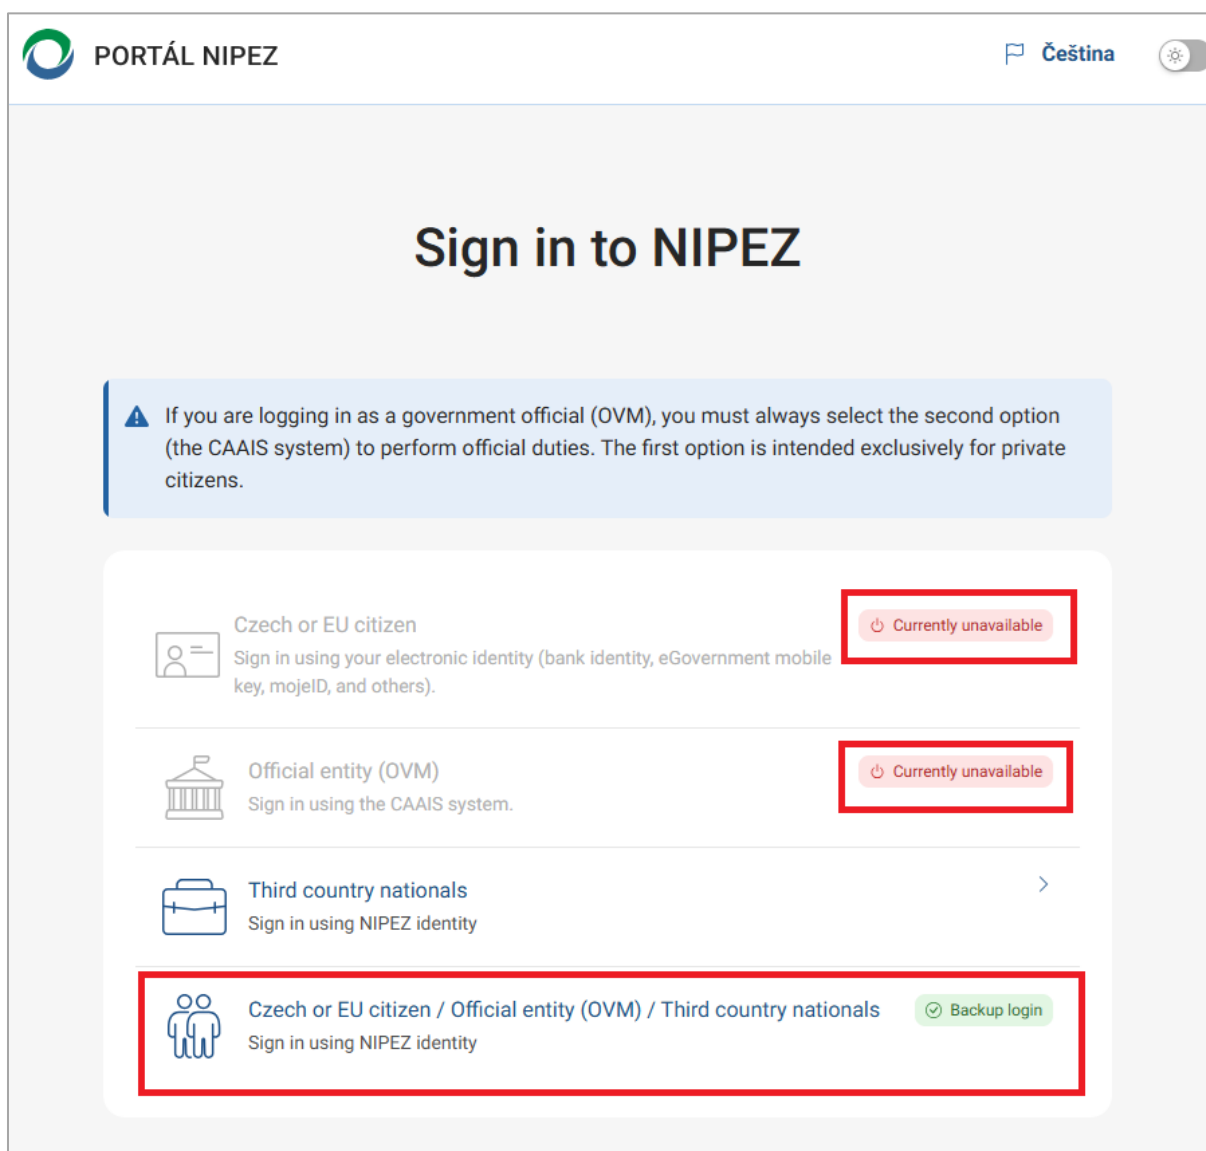 PORTÁL NIPEZ
Čeština
Sign in to NIPEZ
If you are logging in as a government official (OVM), you must always select the second option
(the CAAIS system) to perform official duties. The first option is intended exclusively for private
citizens.
Czech or EU citizen
Currently unavailable
Sign in using your electronic identity (bank identity, eGovernment mobile
key, mojeID, and others).
Official entity (OVM)
Currently unavailable
Sign in using the CAAIS system.
Third country nationals
Sign in using NIPEZ identity
Czech or EU citizen / Official entity (OVM) / Third country nationals
Backup login
Sign in using NIPEZ identity